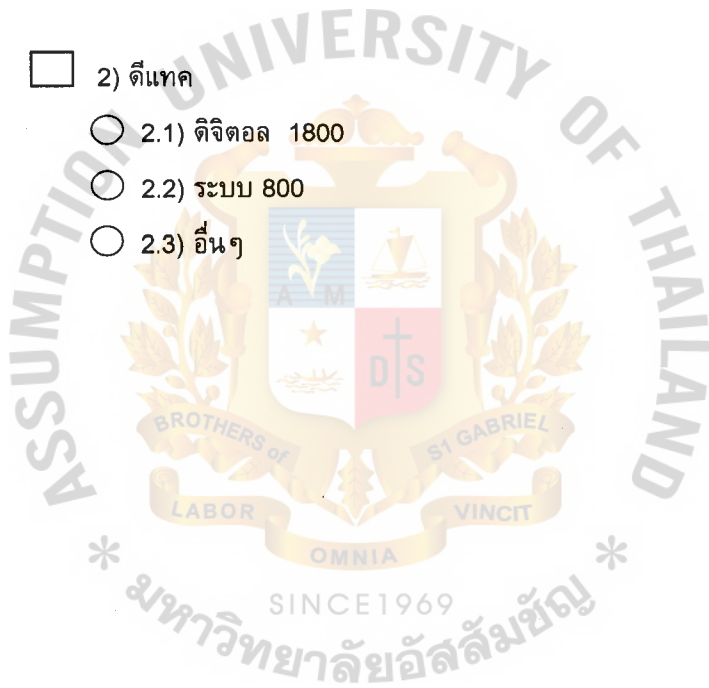 2) ดีแทค
2.1) ดิจิตอล 1800
2.2) ระบบ 800
2.3) อื่นๆ
ASSUMPTION UNIVERSITY OF THAILAND
A M
D S
BROTHERS of ST GABRIEL
LABOR OMNIA VINCIT
* SINCE1969 *
มหาวิทยาลัยอัสสัมชัญ